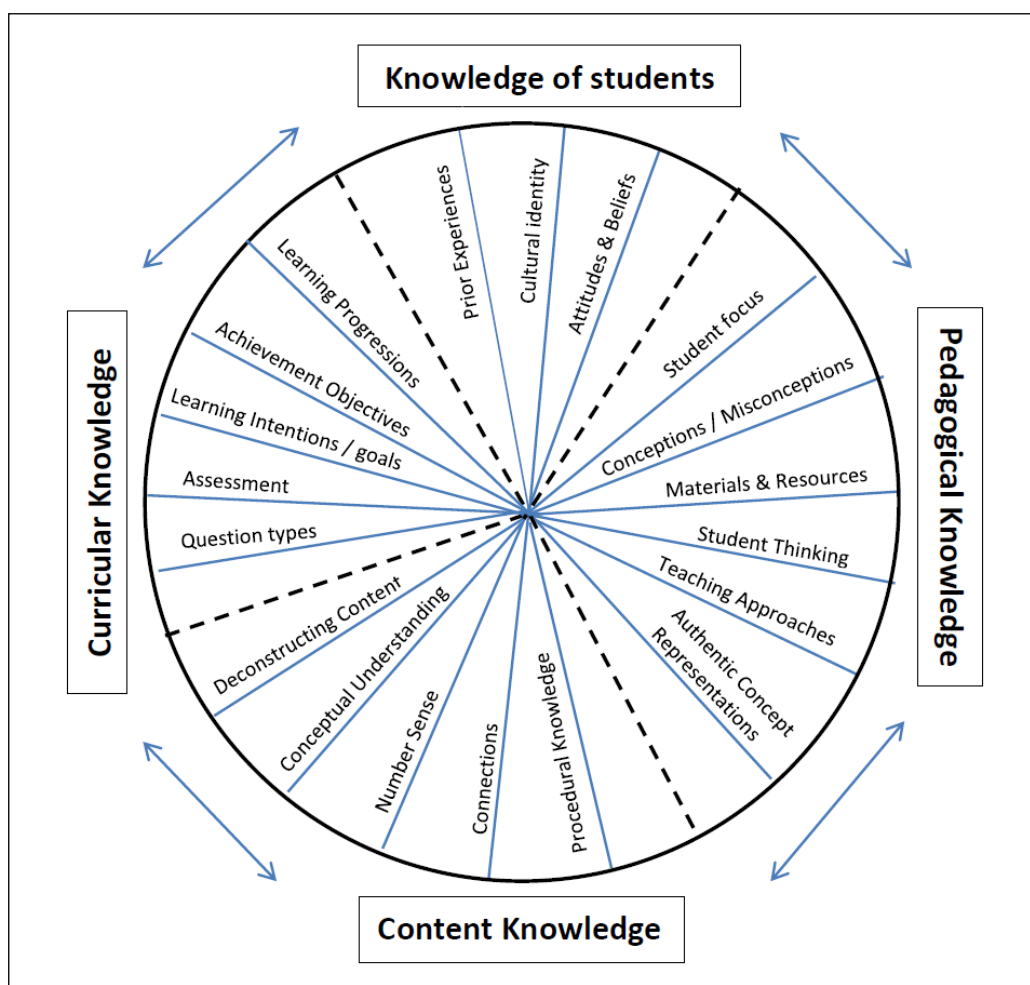 Knowledge of students
Prior Experiences
Cultural identity
Attitudes & Beliefs
Student focus
Conceptions / Misconceptions
Materials & Resources
Student Thinking
Teaching Approaches
Authentic Concept
Representations
Pedagogical Knowledge
Procedural Knowledge
Connections
Number Sense
Conceptual Understanding
Deconstructing Content
Content Knowledge
Question types
Assessment
Learning Intentions / goals
Achievement Objectives
Learning Progressions
Curricular Knowledge